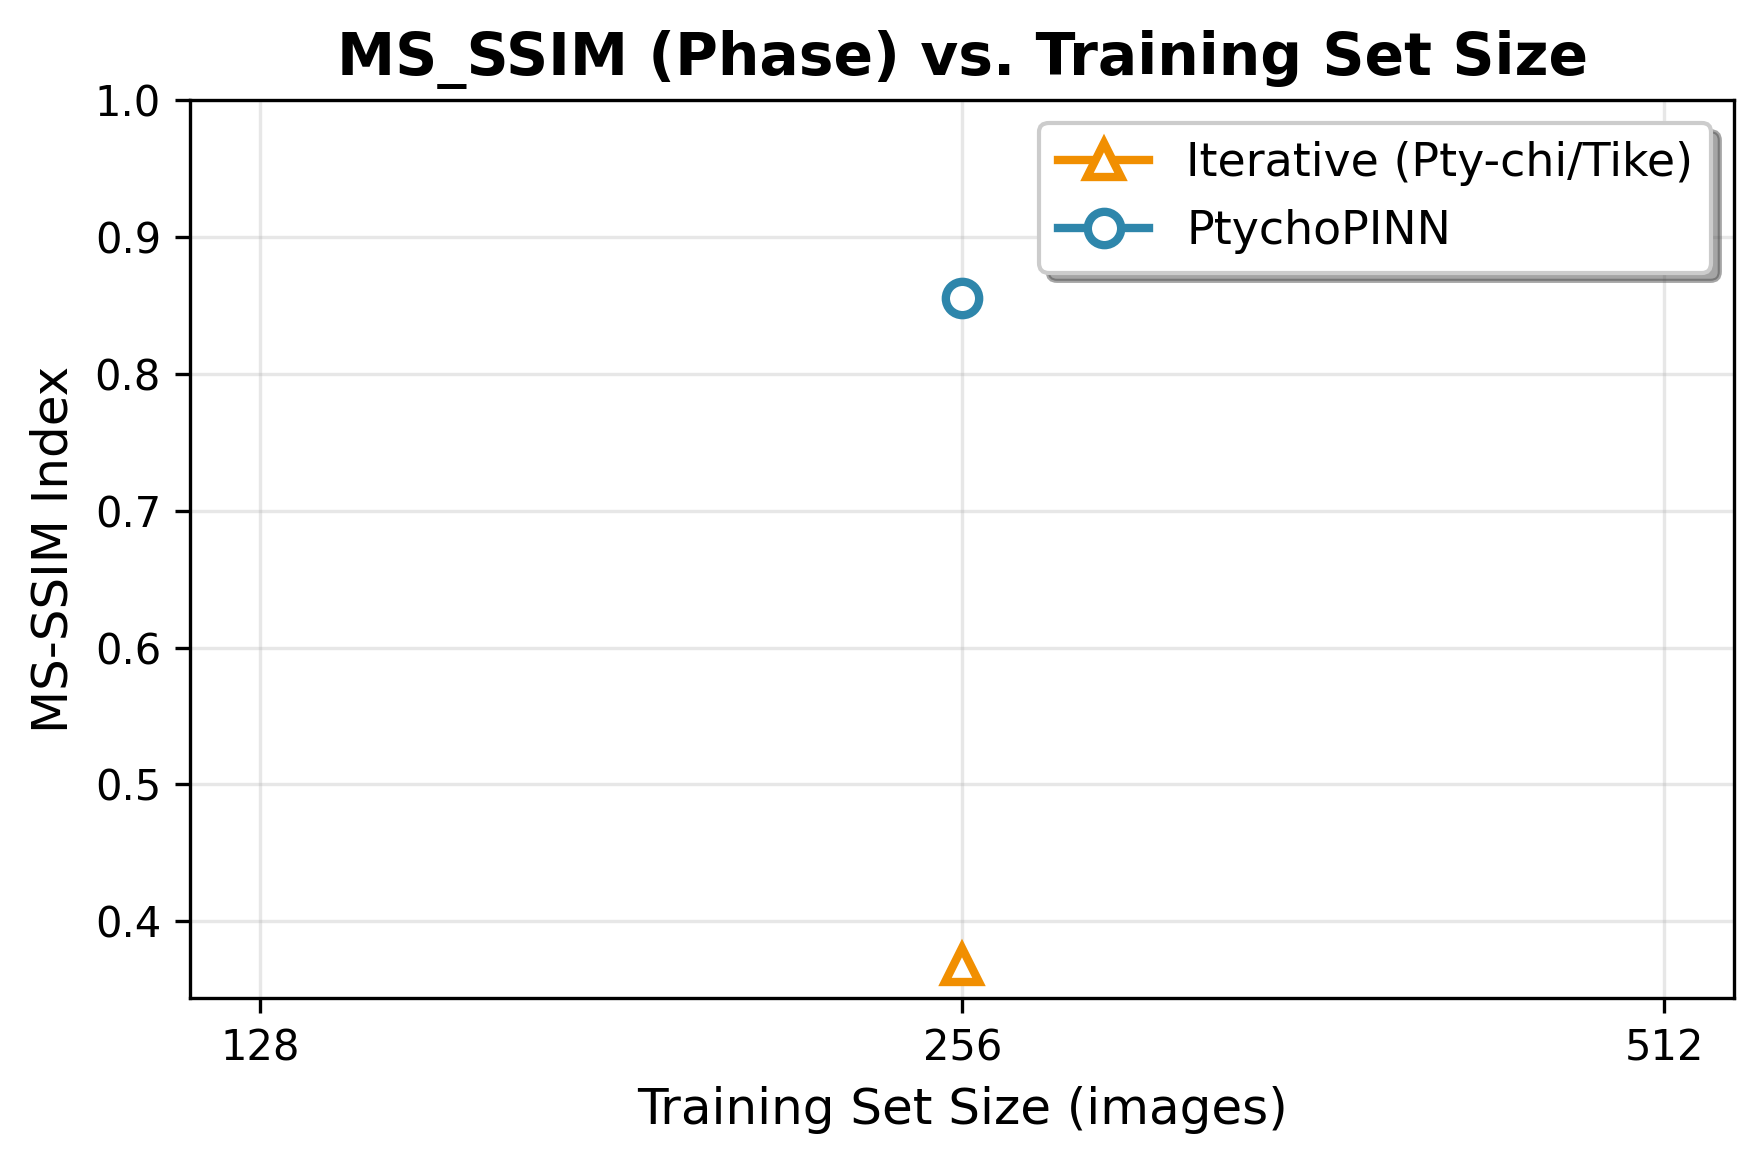 MS_SSIM (Phase) vs. Training Set Size
1.0
0.9
0.8
0.7
0.6
0.5
0.4
MS-SSIM Index
Iterative (Pty-chi/Tike)
PtychoPINN
128 256 512
Training Set Size (images)